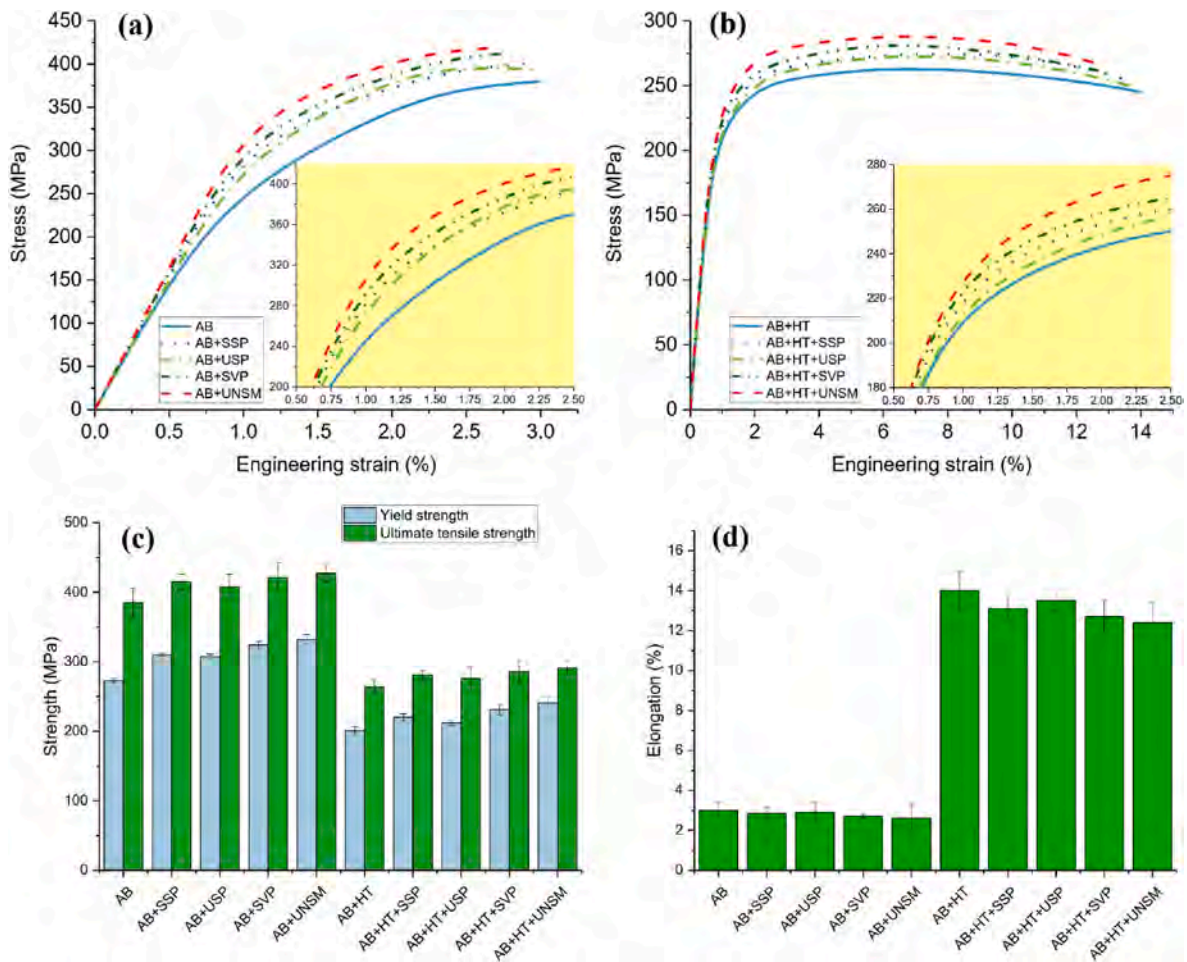 (a)
Stress (MPa)
450
400
350
300
250
200
150
100
50
0
0.0 0.5 1.0 1.5 2.0 2.5 3.0
Engineering strain (%)
AB
AB+SSP
AB+USP
AB+SVP
AB+UNSM
420
360
320
280
240
200
0.50 0.75 1.00 1.25 1.50 1.75 2.00 2.25 2.50
(b)
Stress (MPa)
300
250
200
150
100
50
0
0 2 4 6 8 10 12 14
Engineering strain (%)
AB+HT
AB+HT+SSP
AB+HT+USP
AB+HT+SVP
AB+HT+UNSM
280
260
240
220
200
180
0.50 0.75 1.00 1.25 1.50 1.75 2.00 2.25 2.50
(c)
Yield strength
Ultimate tensile strength
Strength (MPa)
500
400
300
200
100
0
AB AB+SSP AB+USP AB+SVP AB+UNSM AB+HT AB+HT+SSP AB+HT+USP AB+HT+SVP AB+HT+UNSM
(d)
Elongation (%)
16
14
12
10
8
6
4
2
0
AB AB+SSP AB+USP AB+SVP AB+UNSM AB+HT AB+HT+SSP AB+HT+USP AB+HT+SVP AB+HT+UNSM